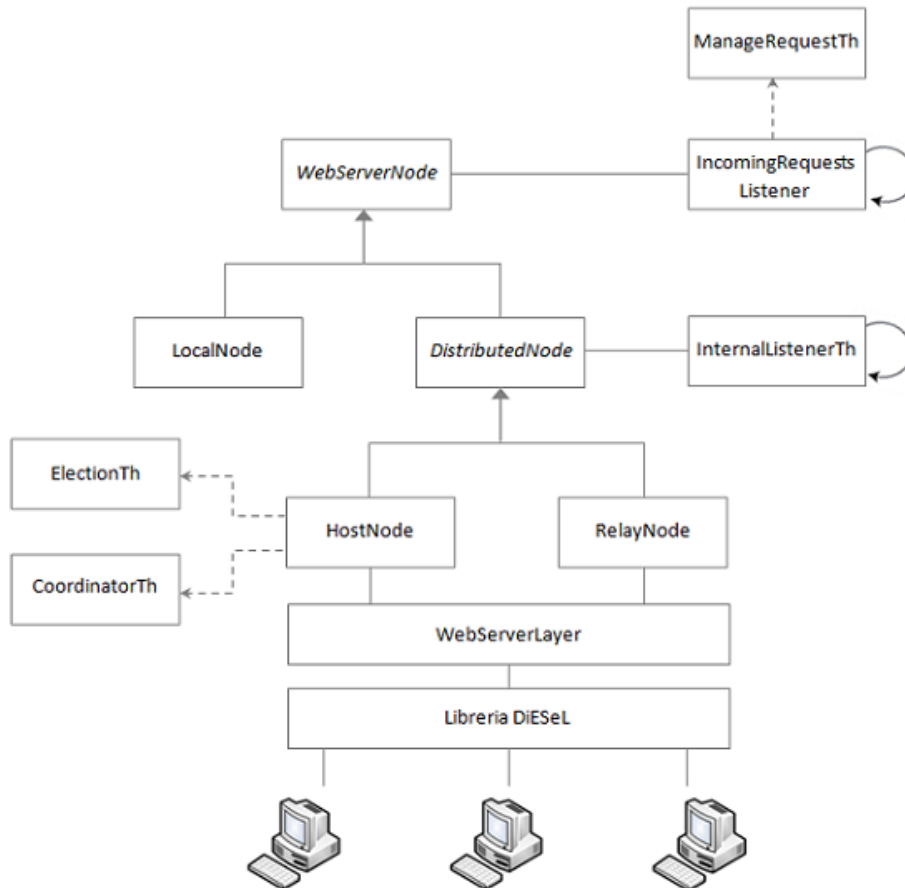 ManageRequestTh
WebServerNode
IncomingRequests
Listener
LocalNode
DistributedNode
InternalListenerTh
ElectionTh
HostNode
RelayNode
CoordinatorTh
WebServerLayer
Libreria DiESeL